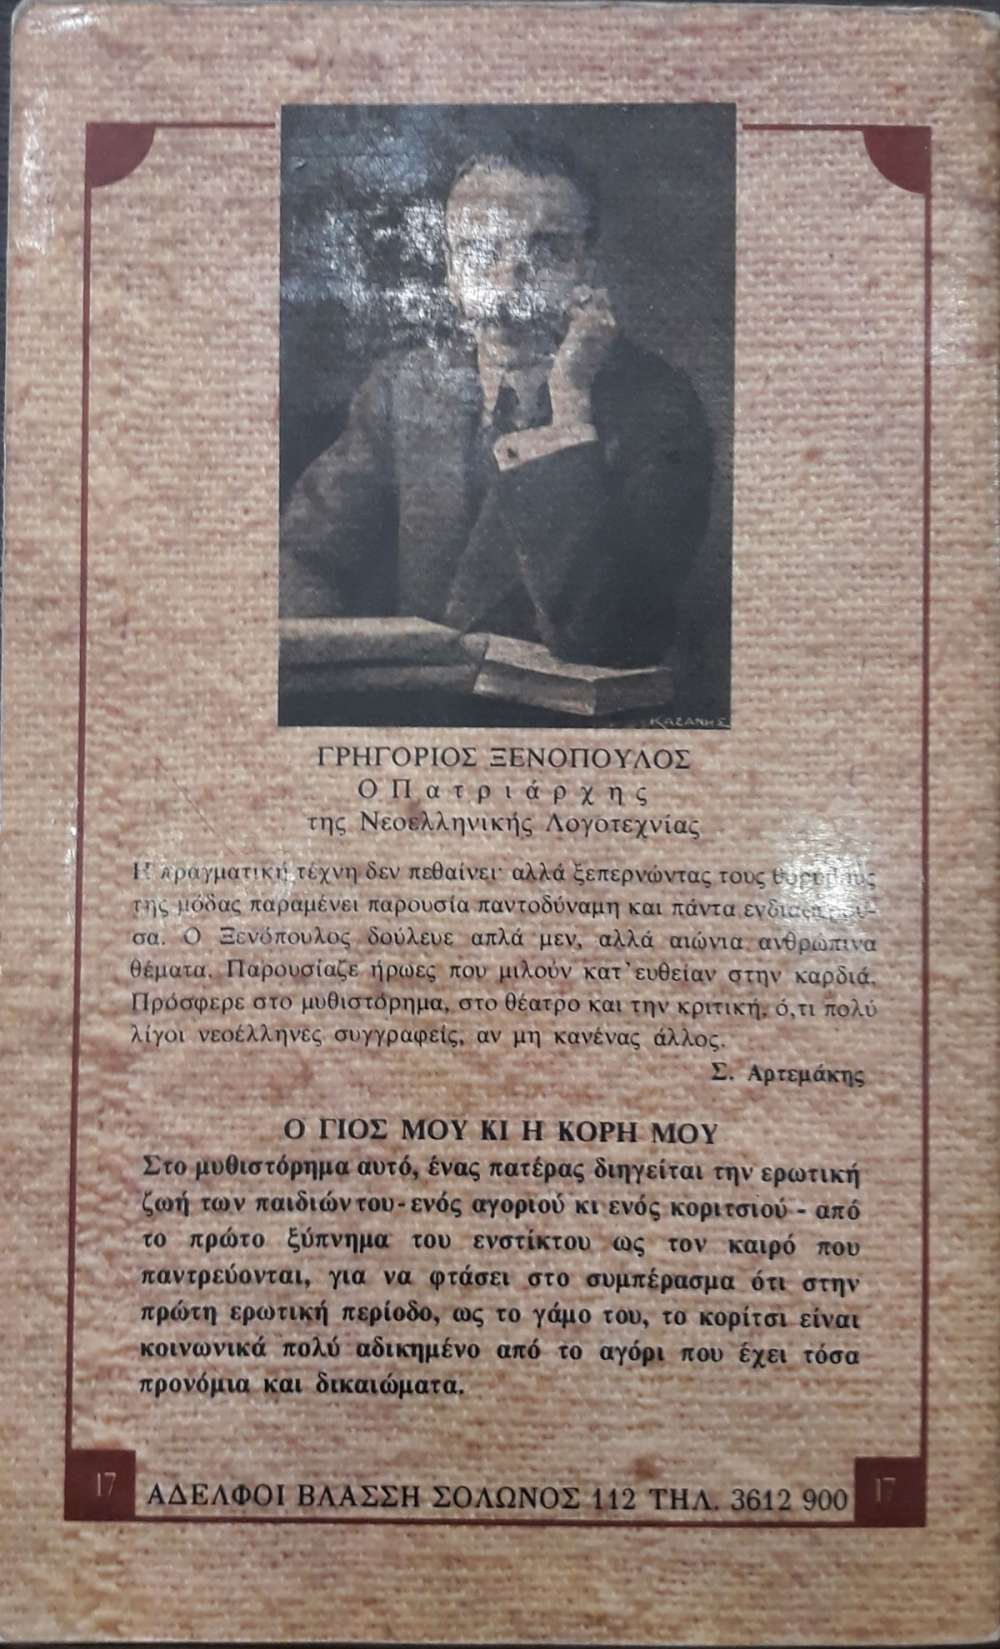 ΚΑΖΑΝΗΣ
ΓΡΗΓΟΡΙΟΣ ΞΕΝΟΠΟΥΛΟΣ
Ο Πατριάρχης
της Νεοελληνικής Λογοτεχνίας
Η πραγματική τέχνη δεν πεθαίνει· αλλά ξεπερνώντας τους θορύβους
της μόδας παραμένει παρουσία παντοδύναμη και πάντα ενδιαφέρου-
σα. Ο Ξενόπουλος δούλευε απλά μεν, αλλά αιώνια ανθρώπινα
θέματα. Παρουσίαζε ήρωες που μιλούν κατ'ευθείαν στην καρδιά.
Πρόσφερε στο μυθιστόρημα, στο θέατρο και την κριτική, ό,τι πολύ
λίγοι νεοέλληνες συγγραφείς, αν μη κανένας άλλος.
Σ. Αρτεμάκης
Ο ΓΙΟΣ ΜΟΥ ΚΙ Η ΚΟΡΗ ΜΟΥ
Στο μυθιστόρημα αυτό, ένας πατέρας διηγείται την ερωτική
ζωή των παιδιών του - ενός αγοριού κι ενός κοριτσιού - από
το πρώτο ξύπνημα του ενστίκτου ως τον καιρό που
παντρεύονται, για να φτάσει στο συμπέρασμα ότι στην
πρώτη ερωτική περίοδο, ως το γάμο του, το κορίτσι είναι
κοινωνικά πολύ αδικημένο από το αγόρι που έχει τόσα
προνόμια και δικαιώματα.
17 ΑΔΕΛΦΟΙ ΒΛΑΣΣΗ ΣΟΛΩΝΟΣ 112 ΤΗΛ. 3612 900 17